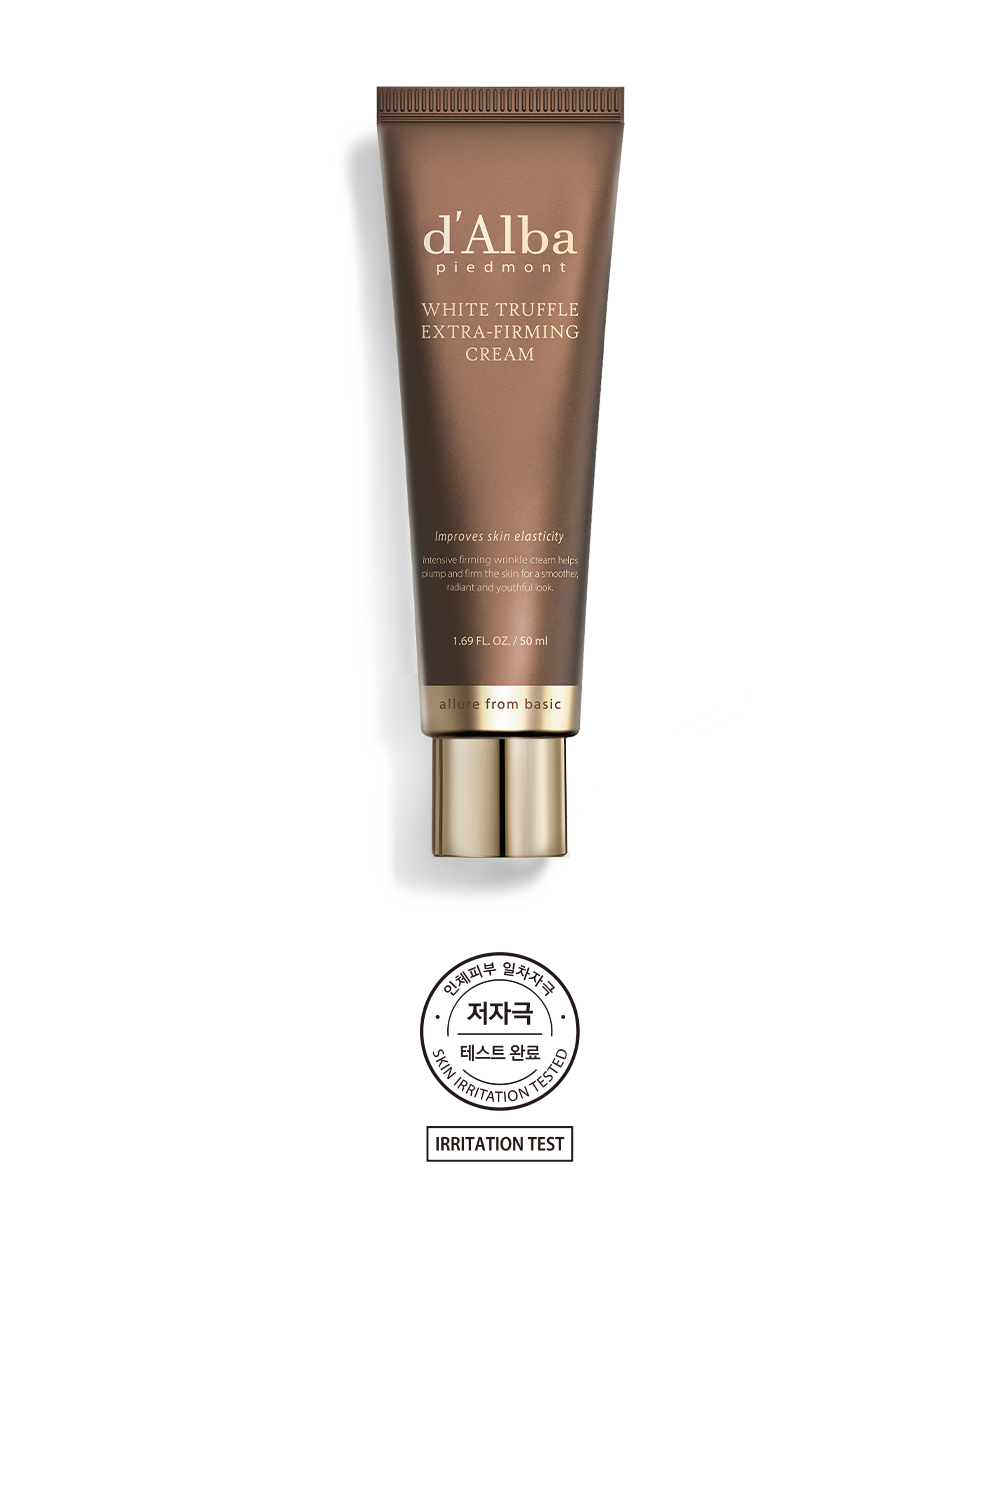 d'Alba
piedmont
WHITE TRUFFLE
EXTRA-FIRMING
CREAM
Improves skin elasticity
Intensive firming wrinkle cream helps
plump and firm the skin for a smoother,
radiant and youthful look.
1.69 FL. OZ. / 50 ml
allure from basic
인체피부 일차자극
저자극
테스트 완료
SKIN IRRITATION TESTED
IRRITATION TEST